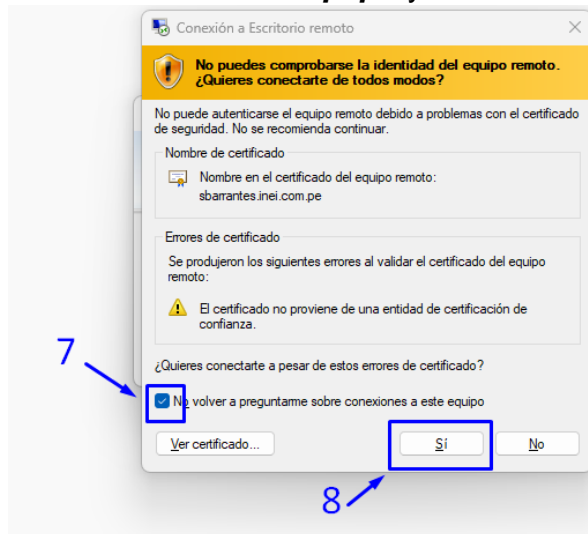 Conexión a Escritorio remoto
No puedes comprobarse la identidad del equipo remoto.
¿Quieres conectarte de todos modos?
No puede autenticarse el equipo remoto debido a problemas con el certificado
de seguridad. No se recomienda continuar.
Nombre de certificado
Nombre en el certificado del equipo remoto:
sbarrantes.inei.com.pe
Errores de certificado
Se produjeron los siguientes errores al validar el certificado del equipo
remoto:
El certificado no proviene de una entidad de certificación de
confianza.
7
¿Quieres conectarte a pesar de estos errores de certificado?
No volver a preguntarme sobre conexiones a este equipo
Ver certificado...
Sí
No
8